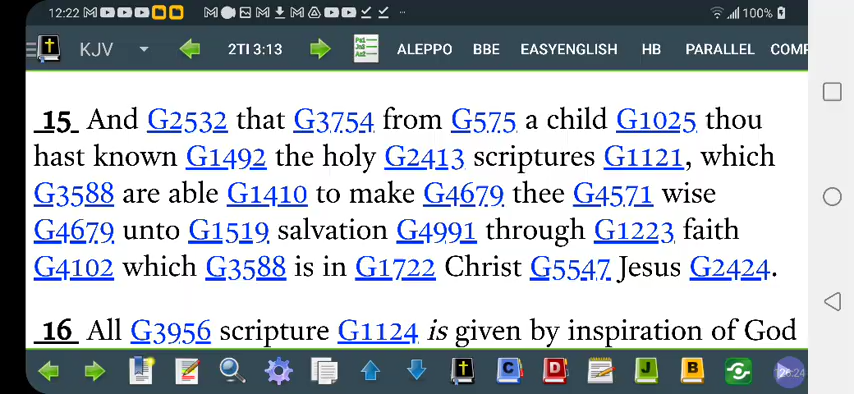 12:22 100%
KJV 2TI 3:13 ALEPPO BBE EASYENGLISH HB PARALLEL COMP
15 And G2532 that G3754 from G575 a child G1025 thou
hast known G1492 the holy G2413 scriptures G1121, which
G3588 are able G1410 to make G4679 thee G4571 wise
G4679 unto G1519 salvation G4991 through G1223 faith
G4102 which G3588 is in G1722 Christ G5547 Jesus G2424.
16 All G3956 scripture G1124 is given by inspiration of God
C D J B